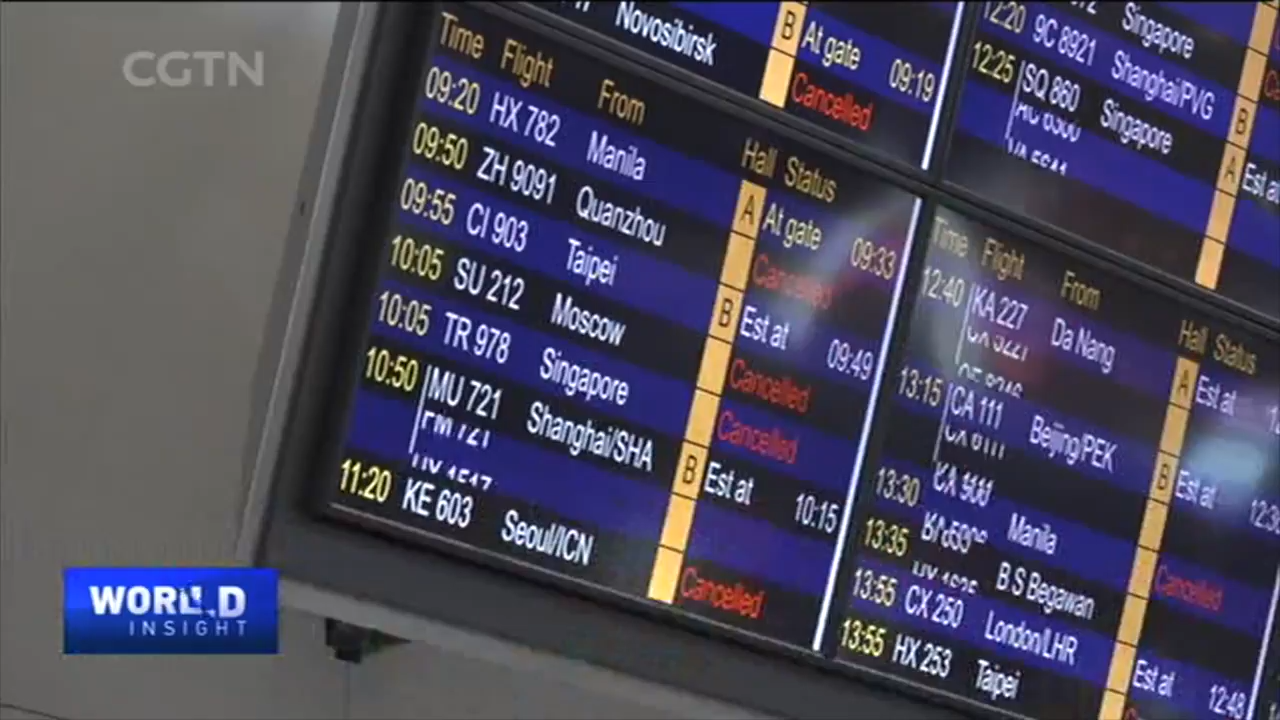 CGTN
Novosibirsk B At gate 09:19
Cancelled
Time Flight From Hall Status
09:20 HX 782 Manila A At gate 09:33
09:50 ZH 9091 Quanzhou Cancelled
09:55 CI 903 Taipei B Est at 09:49
10:05 SU 212 Moscow Cancelled
10:05 TR 978 Singapore Cancelled
10:50 MU 721 Shanghai/SHA B Est at 10:15
11:20 KE 603 Seoul/ICN Cancelled
Singapore
12:20 9C 8921 Shanghai/PVG B
12:25 SQ 860 Singapore A Est at
Time Flight From Hall Status
12:40 KA 227 Da Nang A Est at
13:15 CA 111 Beijing/PEK B Est at
13:30 Manila Cancelled
13:35 B S Begawan
13:55 CX 250 London/LHR Est at 12:48
13:55 HX 253 Taipei
WORLD
INSIGHT